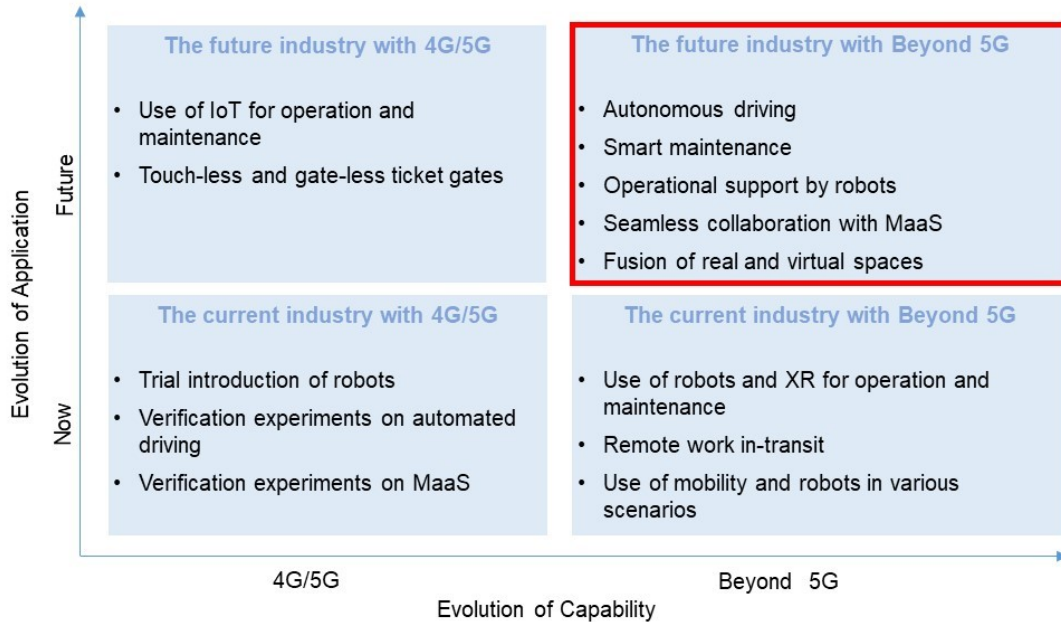 The future industry with 4G/5G
• Use of IoT for operation and
maintenance
• Touch-less and gate-less ticket gates
The future industry with Beyond 5G
• Autonomous driving
• Smart maintenance
• Operational support by robots
• Seamless collaboration with MaaS
• Fusion of real and virtual spaces
The current industry with 4G/5G
• Trial introduction of robots
• Verification experiments on automated
driving
• Verification experiments on MaaS
The current industry with Beyond 5G
• Use of robots and XR for operation and
maintenance
• Remote work in-transit
• Use of mobility and robots in various
scenarios
Evolution of Application
Future
Now
4G/5G
Beyond 5G
Evolution of Capability